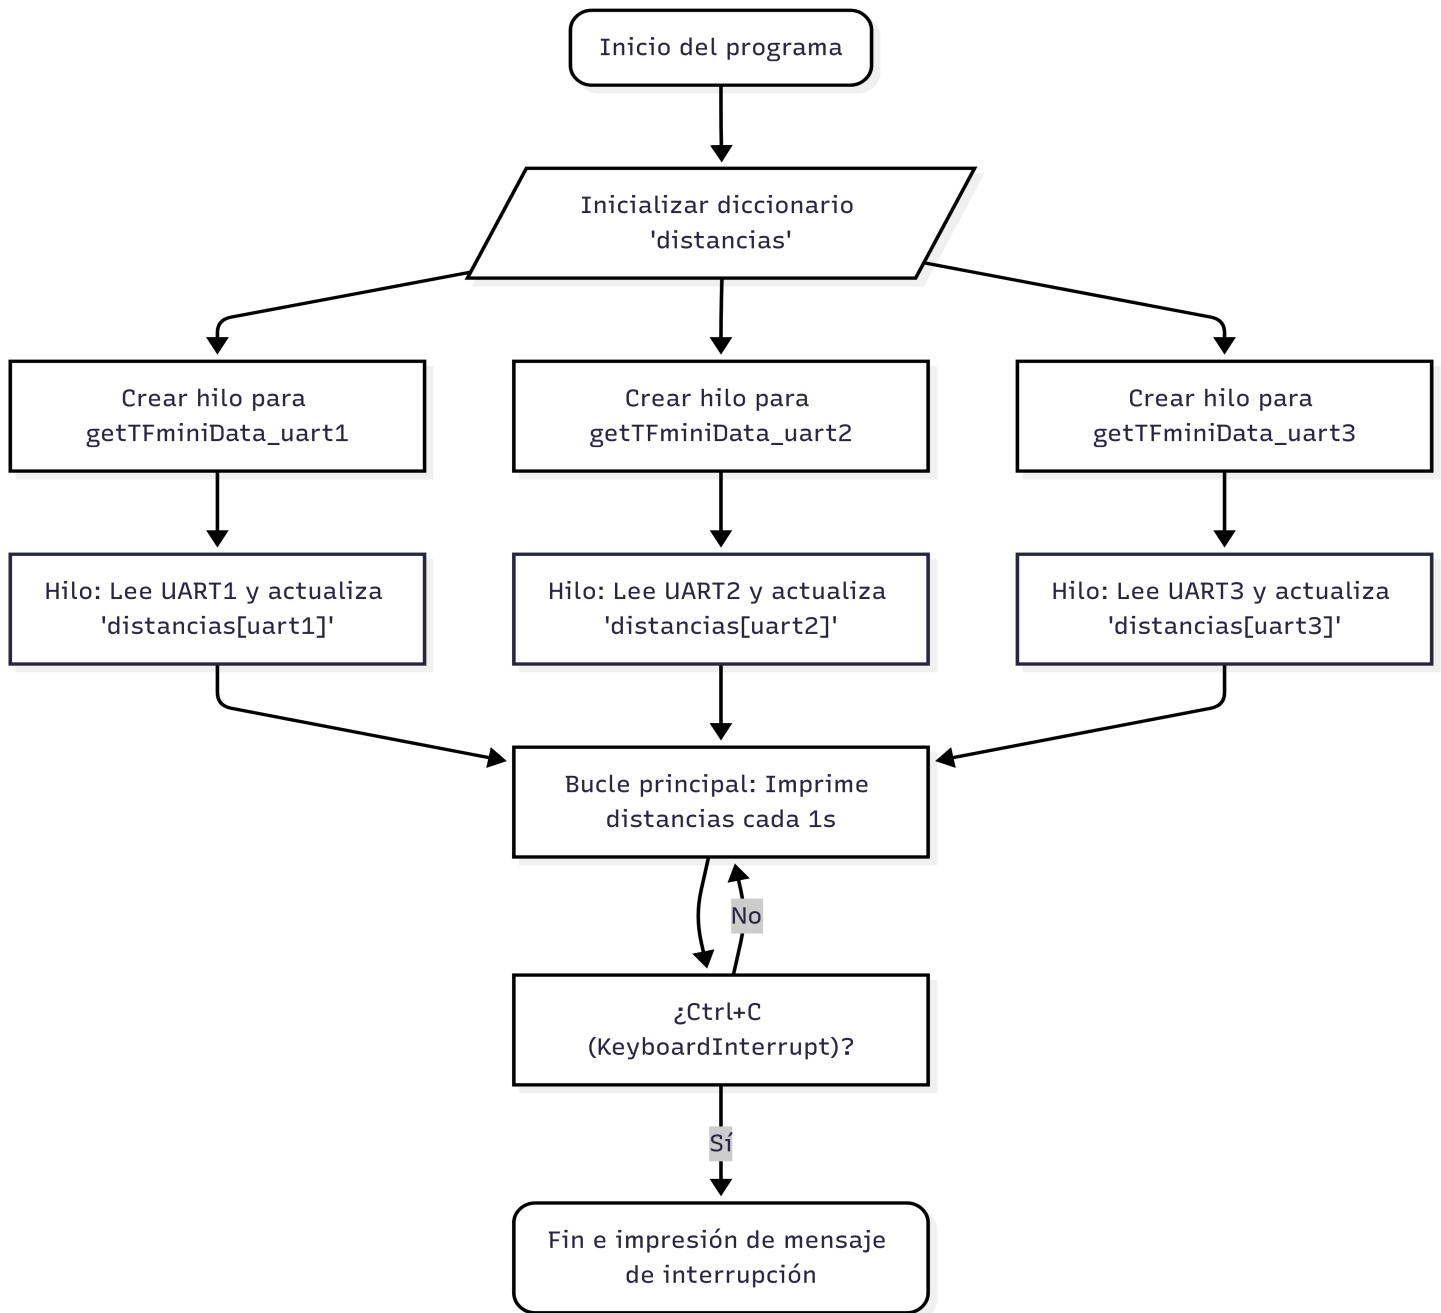 Inicio del programa
Inicializar diccionario
'distancias'
Crear hilo para
getTFminiData_uart1
Crear hilo para
getTFminiData_uart2
Crear hilo para
getTFminiData_uart3
Hilo: Lee UART1 y actualiza
'distancias[uart1]'
Hilo: Lee UART2 y actualiza
'distancias[uart2]'
Hilo: Lee UART3 y actualiza
'distancias[uart3]'
Bucle principal: Imprime
distancias cada 1s
No
¿Ctrl+C
(KeyboardInterrupt)?
Sí
Fin e impresión de mensaje
de interrupción